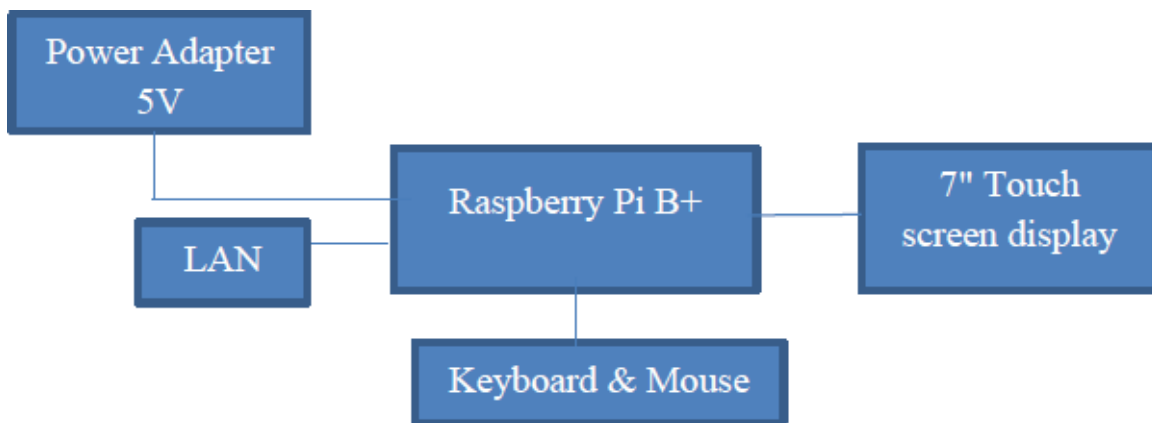 Power Adapter
5V
Raspberry Pi B+
7" Touch
screen display
LAN
Keyboard & Mouse